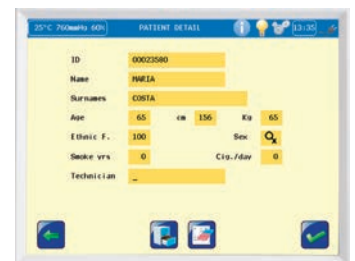 25°C 760mmHg 60% PATIENT DETAIL 13:35
ID 00023580
Name MARIA
Surnames COSTA
Age 65 cm 156 Kg 65
Ethnic F. 100 Sex
Smoke yrs 0 Cig./day 0
Technician _